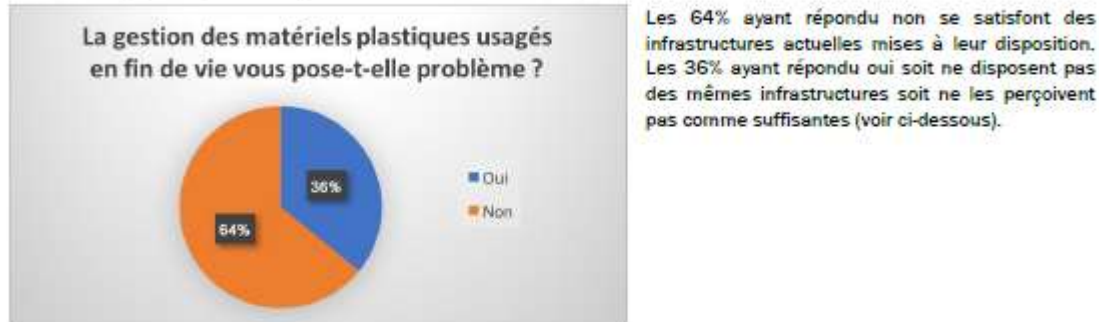 La gestion des matériels plastiques usagés
en fin de vie vous pose-t-elle problème ?
36%
64%
Oui
Non
Les 64% ayant répondu non se satisfont des
infrastructures actuelles mises à leur disposition.
Les 36% ayant répondu oui soit ne disposent pas
des mêmes infrastructures soit ne les perçoivent
pas comme suffisantes (voir ci-dessous).